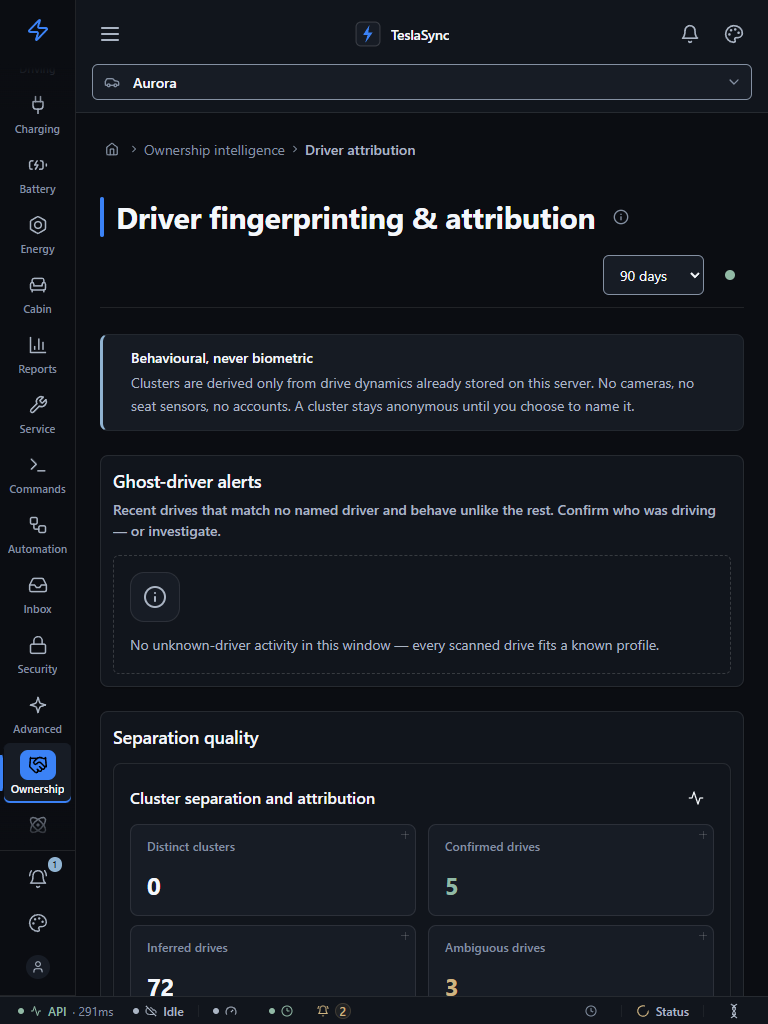 TeslaSync
Aurora
Driving
Charging
Battery
Energy
Cabin
Reports
Service
Commands
Automation
Inbox
Security
Advanced
Ownership
1
Ownership intelligence
Driver attribution
Driver fingerprinting & attribution
90 days
Behavioural, never biometric
Clusters are derived only from drive dynamics already stored on this server. No cameras, no
seat sensors, no accounts. A cluster stays anonymous until you choose to name it.
Ghost-driver alerts
Recent drives that match no named driver and behave unlike the rest. Confirm who was driving
— or investigate.
No unknown-driver activity in this window — every scanned drive fits a known profile.
Separation quality
Cluster separation and attribution
Distinct clusters
0
Confirmed drives
5
Inferred drives
72
Ambiguous drives
3
API · 291ms
Idle
2
Status